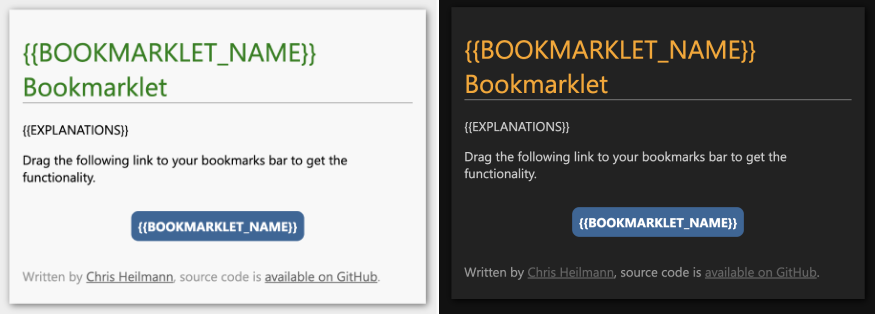 {{BOOKMARKLET_NAME}}
Bookmarklet
{{EXPLANATIONS}}
Drag the following link to your bookmarks bar to get the
functionality.
{{BOOKMARKLET_NAME}}
Written by Chris Heilmann, source code is available on GitHub.
{{BOOKMARKLET_NAME}}
Bookmarklet
{{EXPLANATIONS}}
Drag the following link to your bookmarks bar to get the
functionality.
{{BOOKMARKLET_NAME}}
Written by Chris Heilmann, source code is available on GitHub.